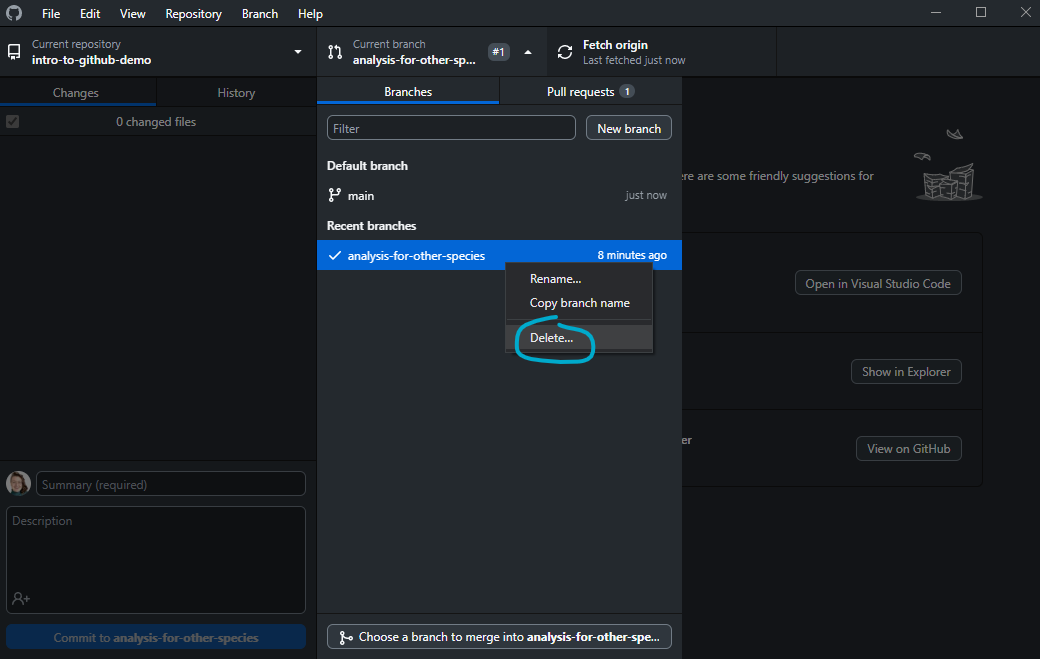 File Edit View Repository Branch Help
Current repository
intro-to-github-demo
Current branch
analysis-for-other-sp...
#1
Fetch origin
Last fetched just now
Changes History
0 changed files
Branches Pull requests 1
Filter
New branch
Default branch
main just now
Recent branches
analysis-for-other-species 8 minutes ago
Rename...
Copy branch name
Delete...
ere are some friendly suggestions for
Open in Visual Studio Code
Show in Explorer
er
View on GitHub
Summary (required)
Description
Commit to analysis-for-other-species
Choose a branch to merge into analysis-for-other-spe...